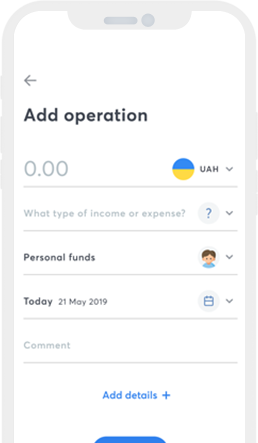 Add operation
0.00 UAH
What type of income or expense? ?
Personal funds
Today 21 May 2019
Comment
Add details +